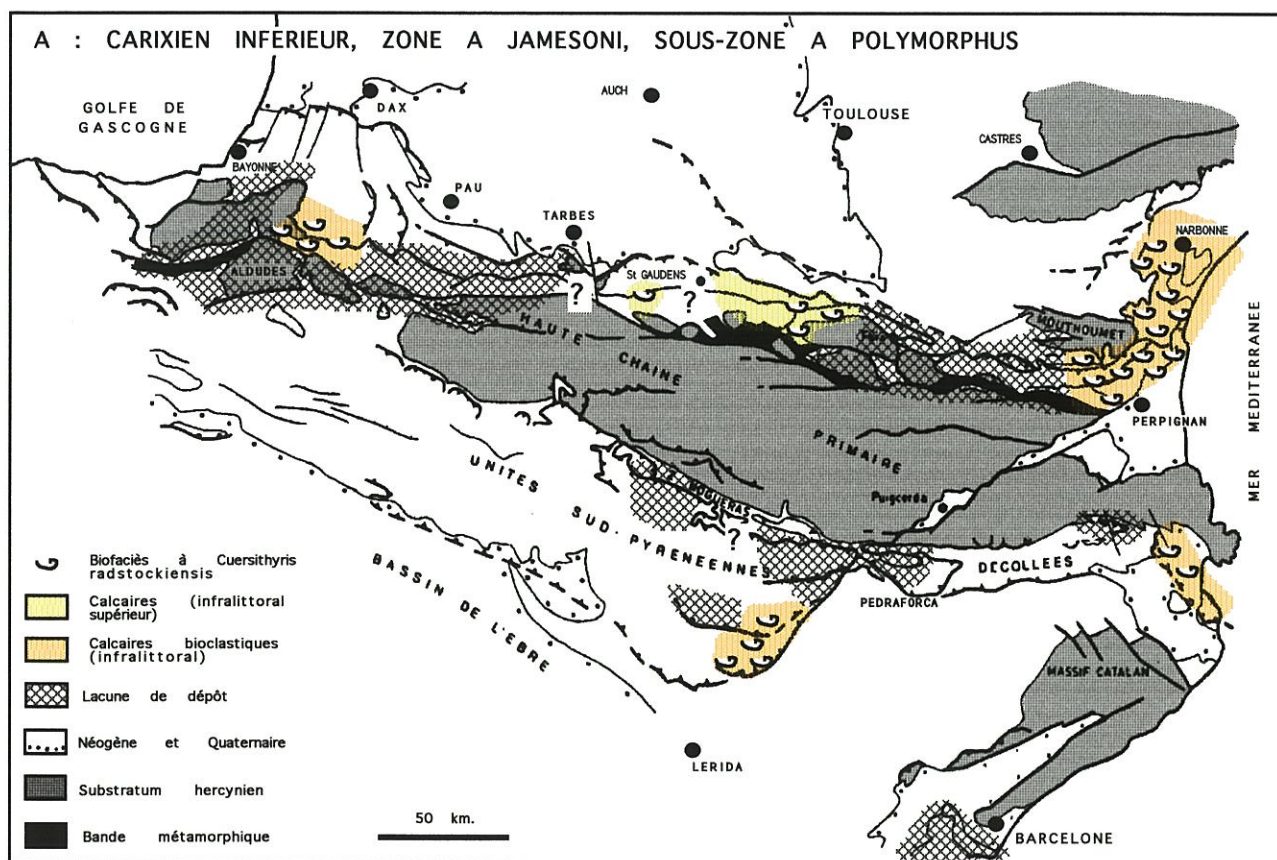 A : CARIXIEN INFERIEUR, ZONE A JAMESONI, SOUS-ZONE A POLYMORPHUS
GOLFE DE
GASCOGNE
DAX
AUCH
TOULOUSE
CASTRES
BAYONNE
PAU
TARBES
St GAUDENS
NARBONNE
ALDUDES
?
?
MOUTHOUMET
HAUTE
CHAINE
PRIMAIRE
PERPIGNAN
MER MEDITERRANEE
UNITES
SUD-PYRENEENNES
DECOLLEES
NOGUERAS
?
Puigcerda
PEDRAFORCA
BASSIN DE L'EBRE
MASSIF CATALAN
LERIDA
BARCELONE
Biofaciès à Cuersithyris
radstockiensis
Calcaires (infralittoral
supérieur)
Calcaires bioclastiques
(infralittoral)
Lacune de dépôt
Néogène et Quaternaire
Substratum hercynien
Bande métamorphique
50 km.